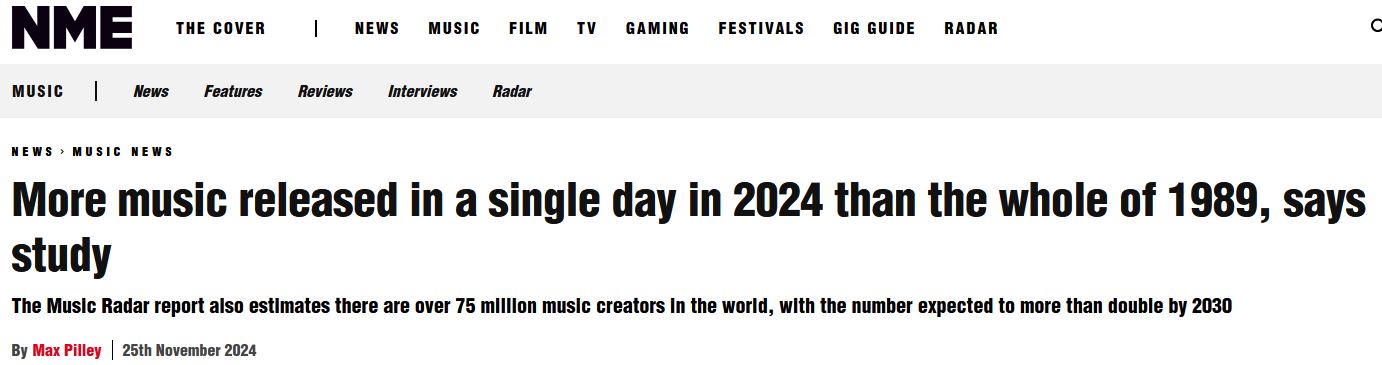 NME THE COVER | NEWS MUSIC FILM TV GAMING FESTIVALS GIG GUIDE RADAR
MUSIC | News Features Reviews Interviews Radar
NEWS › MUSIC NEWS
More music released in a single day in 2024 than the whole of 1989, says
study
The Music Radar report also estimates there are over 75 million music creators in the world, with the number expected to more than double by 2030
By Max Pilley | 25th November 2024